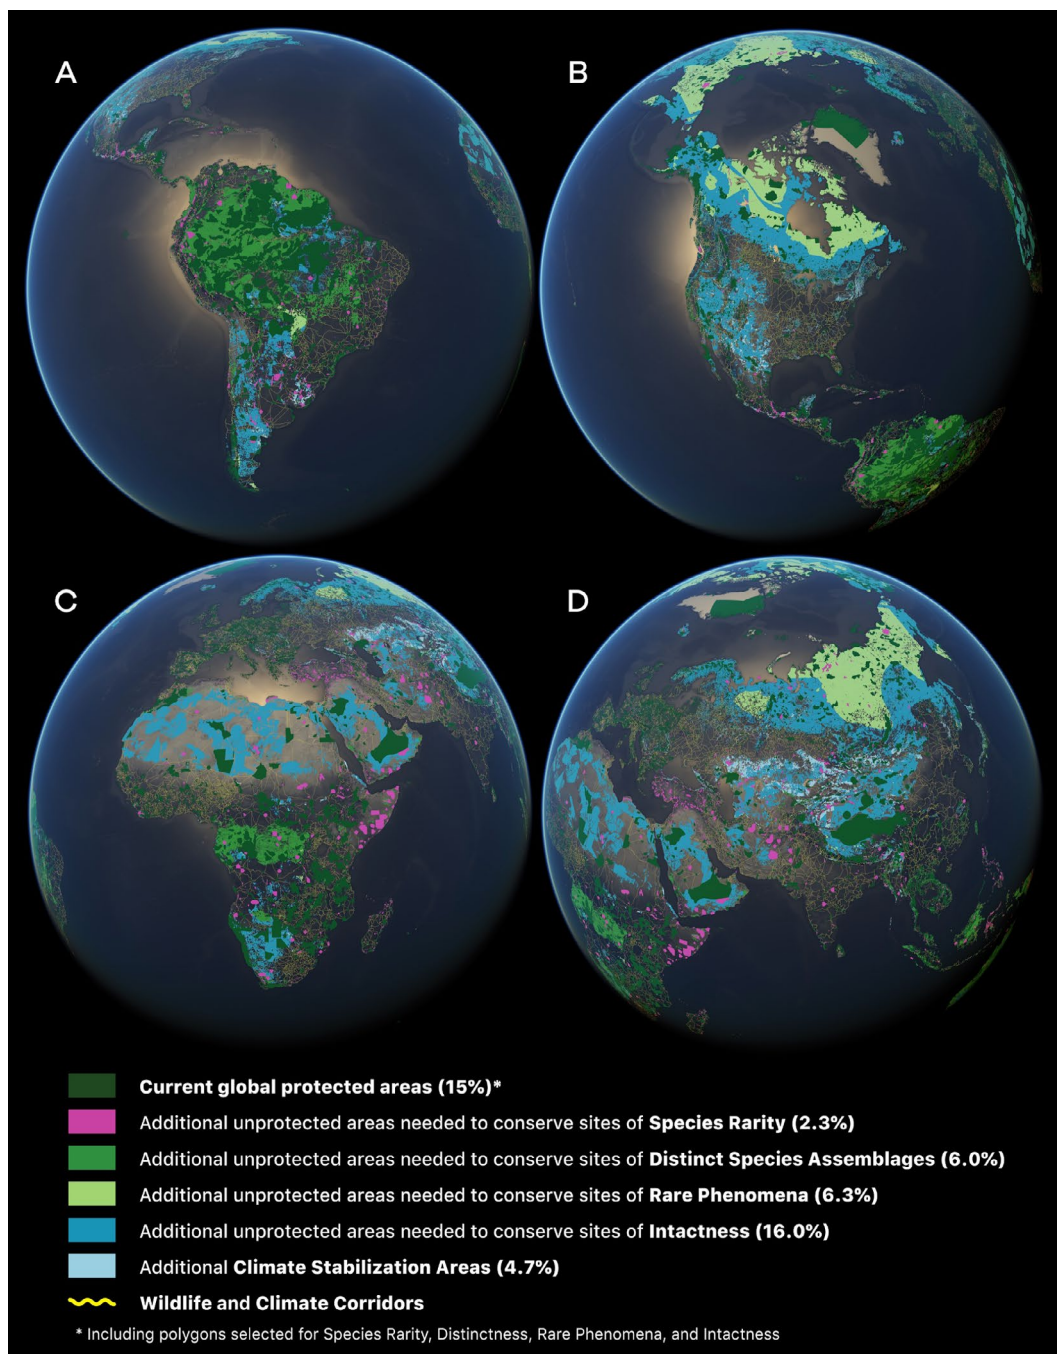 A
B
C
D
Current global protected areas (15%)*
Additional unprotected areas needed to conserve sites of Species Rarity (2.3%)
Additional unprotected areas needed to conserve sites of Distinct Species Assemblages (6.0%)
Additional unprotected areas needed to conserve sites of Rare Phenomena (6.3%)
Additional unprotected areas needed to conserve sites of Intactness (16.0%)
Additional Climate Stabilization Areas (4.7%)
Wildlife and Climate Corridors
* Including polygons selected for Species Rarity, Distinctness, Rare Phenomena, and Intactness